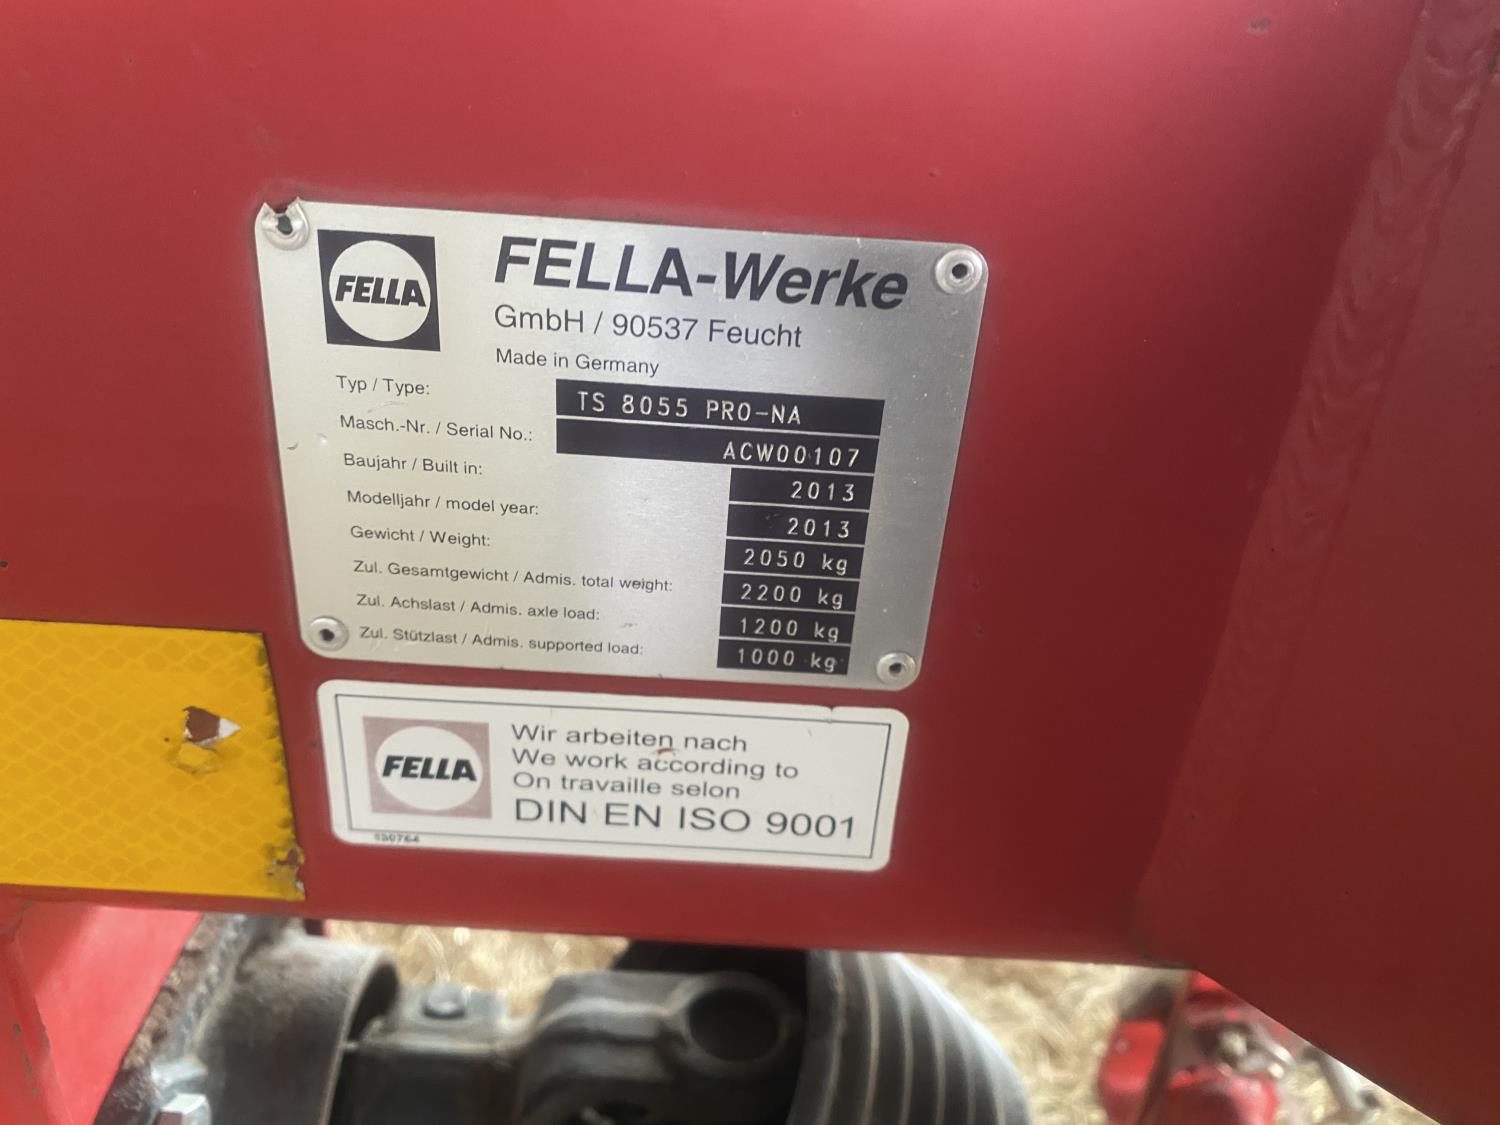 FELLA
FELLA-Werke
GmbH / 90537 Feucht
Made in Germany
Typ / Type: TS 8055 PRO-NA
Masch.-Nr. / Serial No.: ACW00107
Baujahr / Built in: 2013
Modelljahr / model year: 2013
Gewicht / Weight: 2050 kg
Zul. Gesamtgewicht / Admis. total weight: 2200 kg
Zul. Achslast / Admis. axle load: 1200 kg
Zul. Stützlast / Admis. supported load: 1000 kg
FELLA
Wir arbeiten nach
We work according to
On travaille selon
DIN EN ISO 9001